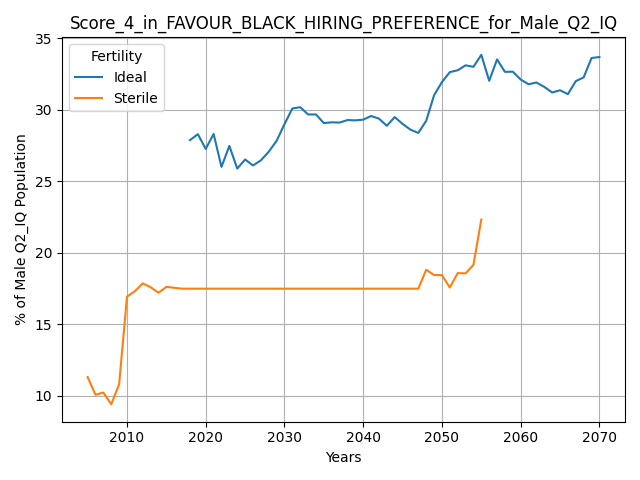 Score_4_in_FAVOUR_BLACK_HIRING_PREFERENCE_for_Male_Q2_IQ
Fertility
Ideal
Sterile
% of Male Q2_IQ Population
35
30
25
20
15
10
2010 2020 2030 2040 2050 2060 2070
Years